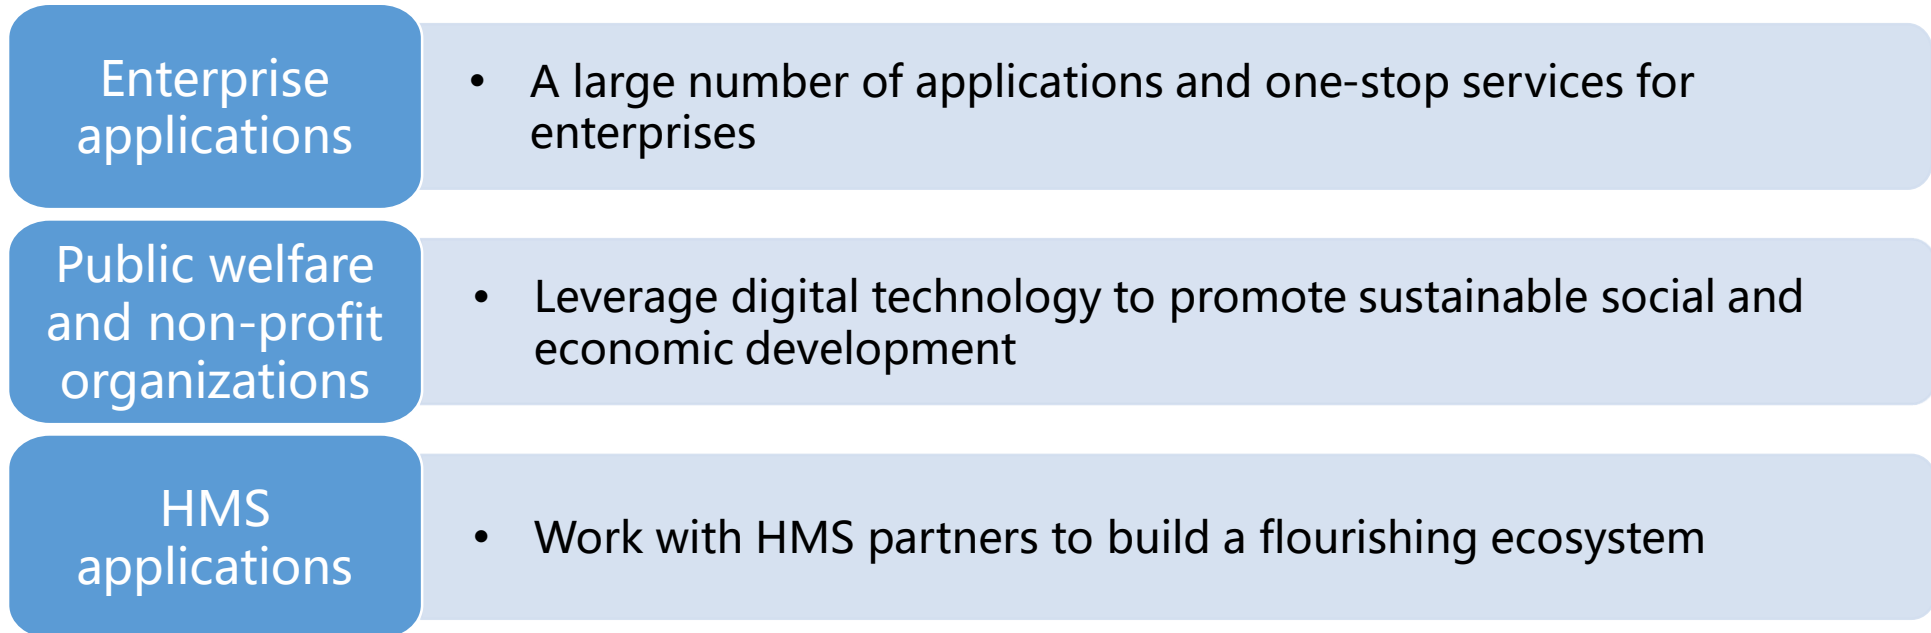 Enterprise
applications
• A large number of applications and one-stop services for
enterprises
Public welfare
and non-profit
organizations
• Leverage digital technology to promote sustainable social and
economic development
HMS
applications
• Work with HMS partners to build a flourishing ecosystem